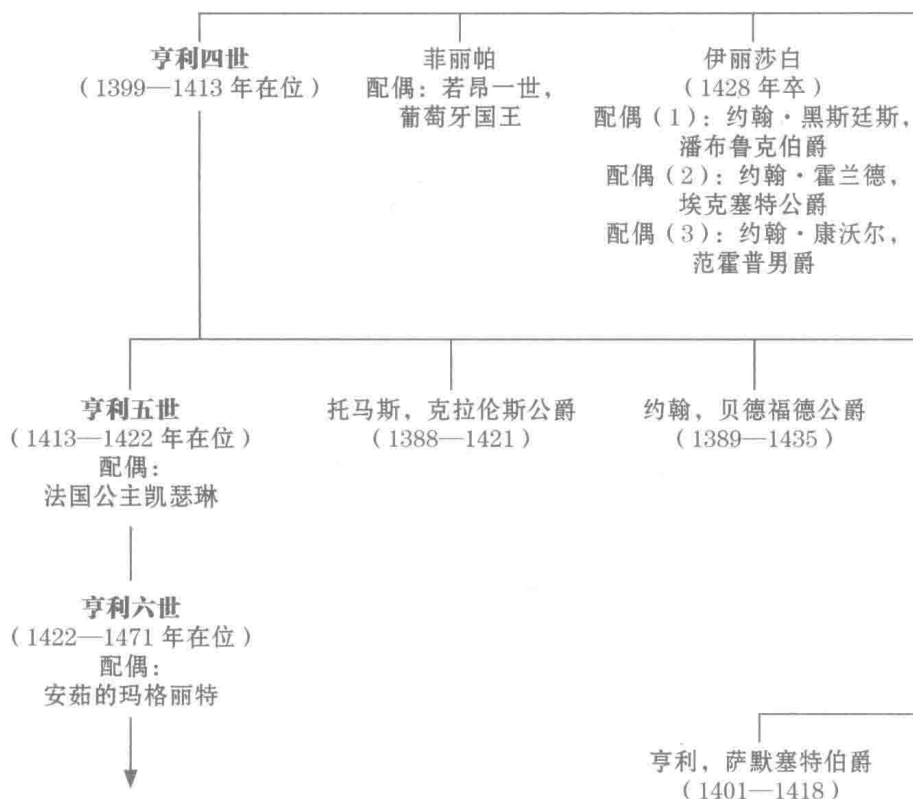 亨利四世
(1399—1413 年在位)
菲丽帕
配偶：若昂一世，
葡萄牙国王
伊丽莎白
(1428 年卒)
配偶(1)：约翰·黑斯廷斯，
潘布鲁克伯爵
配偶(2)：约翰·霍兰德，
埃克塞特公爵
配偶(3)：约翰·康沃尔，
范霍普男爵
亨利五世
(1413—1422 年在位)
配偶：
法国公主凯瑟琳
托马斯，克拉伦斯公爵
(1388—1421)
约翰，贝德福德公爵
(1389—1435)
亨利六世
(1422—1471 年在位)
配偶：
安茹的玛格丽特
亨利，萨默塞特伯爵
(1401—1418)